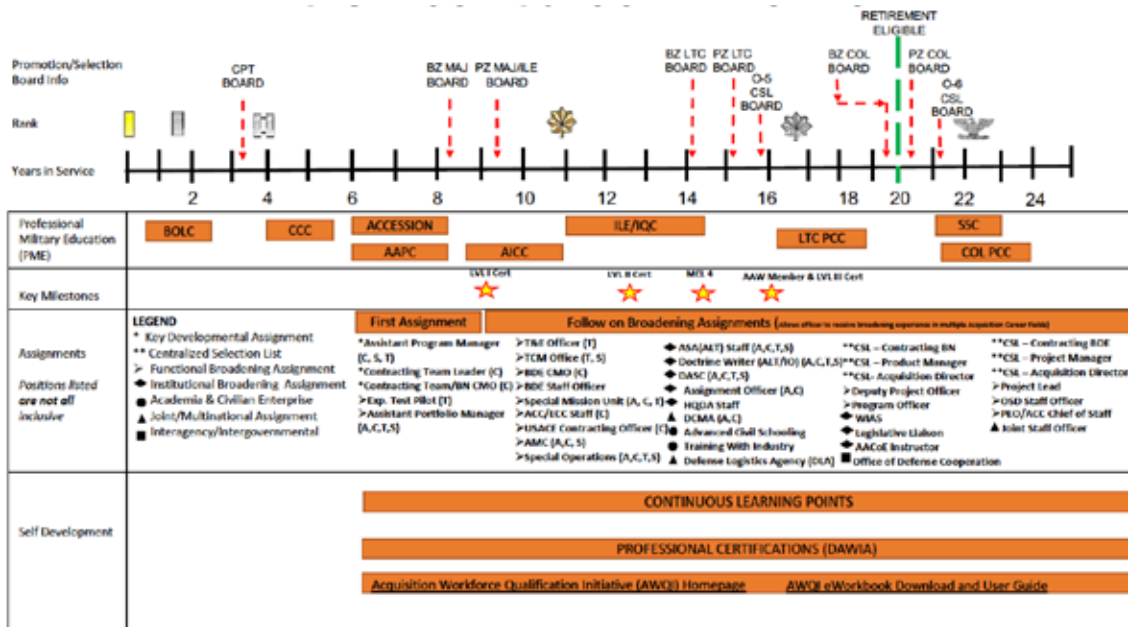 RETIREMENT
ELIGIBLE
Promotion/Selection
Board Info
CPT
BOARD
BZ MAJ
BOARD
PZ MAJ/ILE
BOARD
BZ LTC
BOARD
PZ LTC
BOARD
O-5
CSL
BOARD
BZ COL
BOARD
PZ COL
BOARD
O-6
CSL
BOARD
Rank
Years in Service
2 4 6 8 10 12 14 16 18 20 22 24
Professional
Military Education
(PME)
BOLC
CCC
ACCESSION
AAPC
AICC
ILE/IQC
LTC PCC
SSC
COL PCC
Key Milestones
LVL I Cert
LVL II Cert
MEL 4
AAW Member & LVL III Cert
Assignments
Positions listed
are not all
inclusive
LEGEND
* Key Developmental Assignment
** Centralized Selection List
➢ Functional Broadening Assignment
◆ Institutional Broadening Assignment
● Academia & Civilian Enterprise
▲ Joint/Multinational Assignment
■ Interagency/Intergovernmental
First Assignment
Follow on Broadening Assignments (Allows officer to receive broadening experience in multiple Acquisition Career Fields)
*Assistant Program Manager
(C, S, T)
*Contracting Team Leader (C)
*Contracting Team/BN CMO (C)
➢Exp. Test Pilot (T)
➢Assistant Portfolio Manager
(A,C,T,S)
➢T&E Officer (T)
➢TCM Office (T, S)
➢BDE CMO (C)
➢BDE Staff Officer
➢Special Mission Unit (A, C, T)
➢ACC/ECC Staff (C)
➢USACE Contracting Officer (C)
➢AMC (A,C, S)
➢Special Operations (A,C,T,S)
◆ ASA(ALT) Staff (A,C,T,S)
◆ Doctrine Writer (ALT/IO) (A,C,T,S)
◆ DASC (A,C,T,S)
◆ Assignment Officer (A,C)
◆ HQDA Staff
▲ DCMA (A,C)
● Advanced Civil Schooling
● Training With Industry
▲ Defense Logistics Agency (DLA)
**CSL – Contracting BN
**CSL – Product Manager
**CSL- Acquisition Director
➢Deputy Project Officer
➢Program Officer
◆ WIAS
◆ Legislative Liaison
◆ AACoE Instructor
■ Office of Defense Cooperation
**CSL – Contracting BDE
**CSL – Project Manager
**CSL – Acquisition Director
➢Project Lead
➢OSD Staff Officer
➢PEO/ACC Chief of Staff
▲ Joint Staff Officer
Self Development
CONTINUOUS LEARNING POINTS
PROFESSIONAL CERTIFICATIONS (DAWIA)
Acquisition Workforce Qualification Initiative (AWQI) Homepage
AWQI eWorkbook Download and User Guide